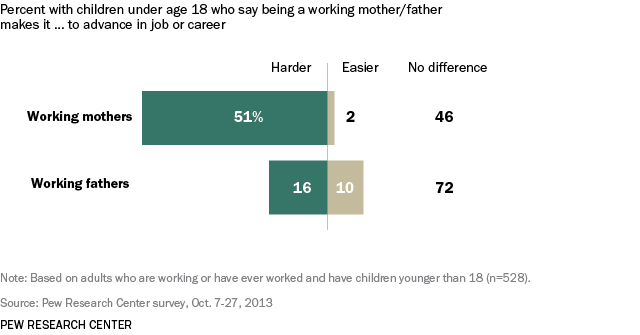 Percent with children under age 18 who say being a working mother/father
makes it ... to advance in job or career
Harder Easier No difference
Working mothers 51% 2 46
Working fathers 16 10 72
Note: Based on adults who are working or have ever worked and have children younger than 18 (n=528).
Source: Pew Research Center survey, Oct. 7-27, 2013
PEW RESEARCH CENTER